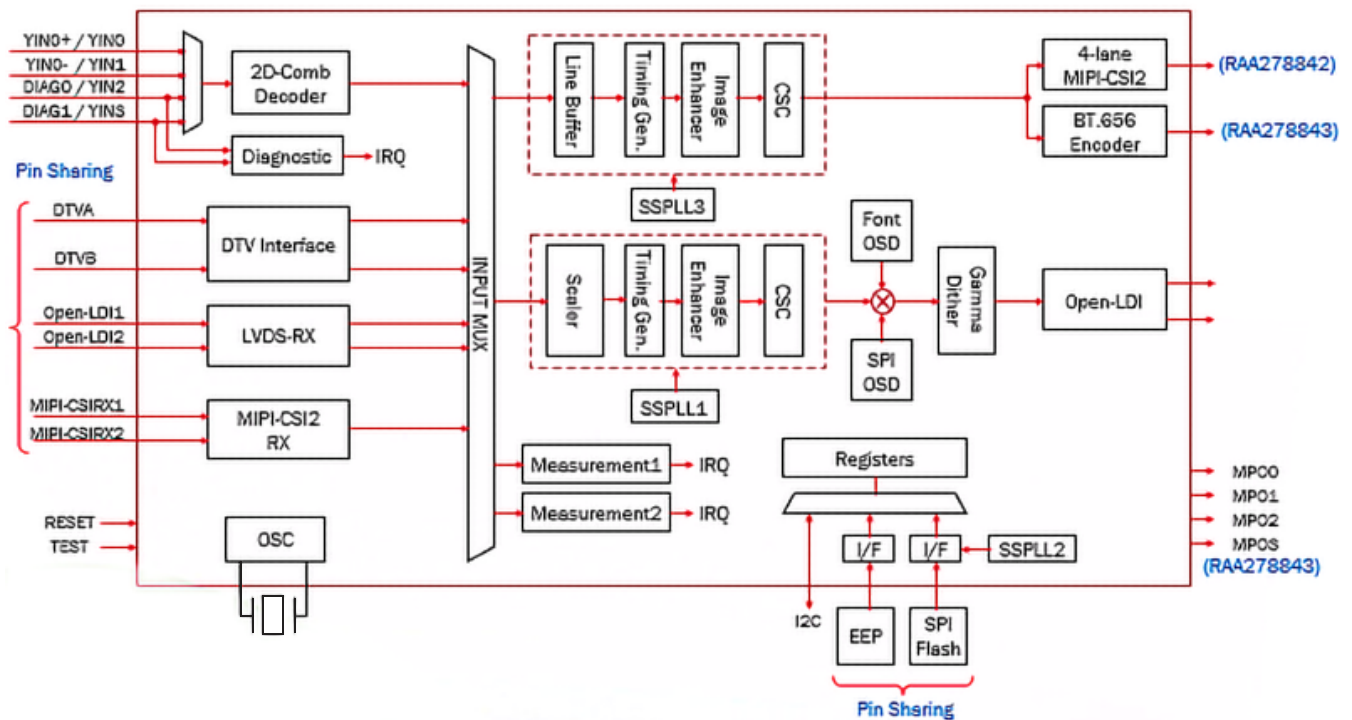 YIN0+ / YIN0
YIN0- / YIN1
DIAG0 / YIN2
DIAG1 / YINS
2D-Comb
Decoder
Diagnostic
IRQ
Pin Sharing
DTVA
DTVB
DTV Interface
Open-LDI1
Open-LDI2
LVDS-RX
MIPI-CSIRX1
MIPI-CSIRX2
MIPI-CSI2
RX
RESET
TEST
OSC
INPUT MUX
Line Buffer
Timing Gen.
Image
Enhancer
CSC
SSPLL3
4-lane
MIPI-CSI2
(RAA278842)
BT.656
Encoder
(RAA278843)
Scaler
Timing Gen.
Image
Enhancer
CSC
SSPLL1
Font
OSD
SPI
OSD
Gamma
Dither
Open-LDI
Measurement1
IRQ
Measurement2
IRQ
Registers
I/F
I/F
SSPLL2
I2C
EEP
SPI
Flash
Pin Sharing
MPO0
MPO1
MPO2
MPOS
(RAA278843)